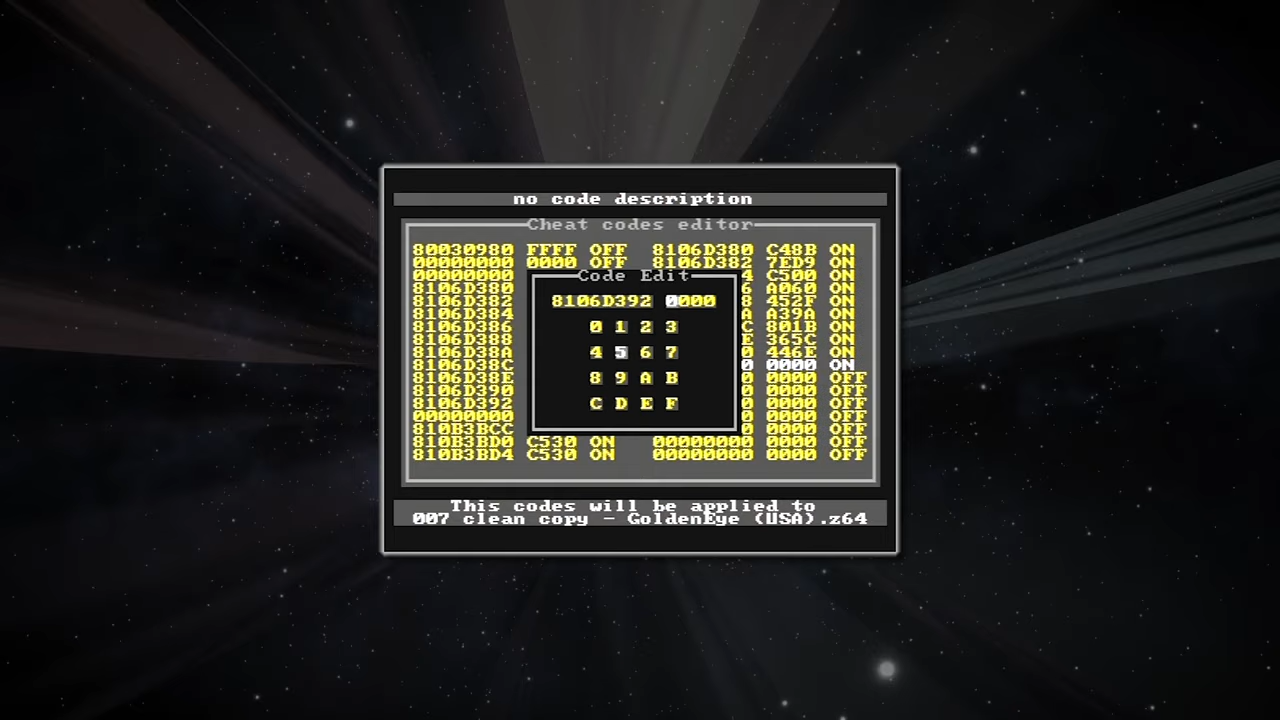 no code description
Cheat codes editor
80030980 FFFF OFF 8106D380 C48B ON
00000000 0000 OFF 8106D382 7ED9 ON
00000000 4 C500 ON
Code Edit
8106D380 6 A060 ON
8106D382 8106D392 0000 8 452F ON
8106D384 A A39A ON
8106D386 0 1 2 3 C 801B ON
8106D388 E 365C ON
8106D38A 4 5 6 7 0 446E ON
8106D38C 0 0000 ON
8106D38E 8 9 A B 0 0000 OFF
8106D390 0 0000 OFF
8106D392 C D E F 0 0000 OFF
00000000 0 0000 OFF
810B3BCC 0 0000 OFF
810B3BD0 C530 ON 00000000 0000 OFF
810B3BD4 C530 ON 00000000 0000 OFF
This codes will be applied to
007 clean copy - GoldenEye (USA).z64